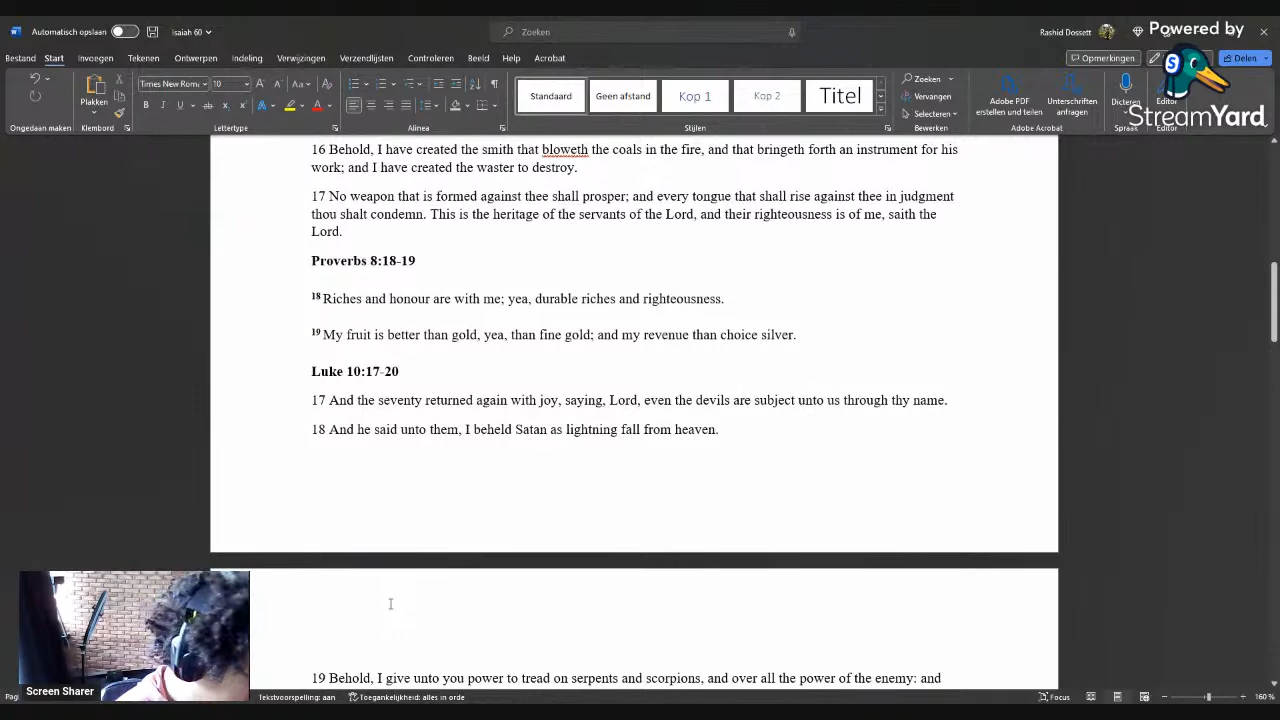 Automatisch opslaan
isaiah 60
Zoeken
Rashid Dossett
Powered by
StreamYard
Bestand Start Invoegen Tekenen Ontwerpen Indeling Verwijzingen Verzendlijsten Controleren Beeld Help Acrobat
Opmerkingen
Delen
Plakken
Times New Rom
10
Standaard
Geen afstand
Kop 1
Kop 2
Titel
Zoeken
Vervangen
Selecteren
Adobe PDF
erstellen und teilen
Unterschriften
anfragen
Dicteren
Editor
Ongedaan maken
Klembord
Lettertype
Alinea
Stijlen
Bewerken
Adobe Acrobat
Spraak
Editor
16 Behold, I have created the smith that bloweth the coals in the fire, and that bringeth forth an instrument for his
work; and I have created the waster to destroy.
17 No weapon that is formed against thee shall prosper; and every tongue that shall rise against thee in judgment
thou shalt condemn. This is the heritage of the servants of the Lord, and their righteousness is of me, saith the
Lord.
Proverbs 8:18-19
18 Riches and honour are with me; yea, durable riches and righteousness.
19 My fruit is better than gold, yea, than fine gold; and my revenue than choice silver.
Luke 10:17-20
17 And the seventy returned again with joy, saying, Lord, even the devils are subject unto us through thy name.
18 And he said unto them, I beheld Satan as lightning fall from heaven.
19 Behold, I give unto you power to tread on serpents and scorpions, and over all the power of the enemy: and
Screen Sharer
Pag
Tekstvoorspelling: aan
Toegankelijkheid: alles in orde
Focus
160 %